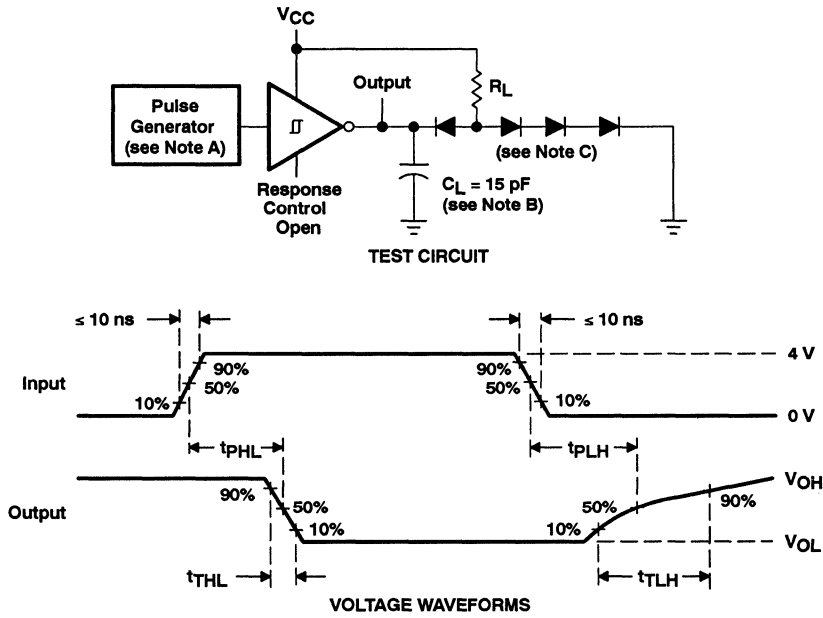 VCC
Output
RL
Pulse
Generator
(see Note A)
(see Note C)
Response
Control
Open
CL = 15 pF
(see Note B)
TEST CIRCUIT
≤ 10 ns
≤ 10 ns
Input
90%
50%
10%
90%
50%
10%
4 V
0 V
tPHL
tPLH
Output
90%
50%
10%
50%
10%
90%
VOH
VOL
tTHL
tTLH
VOLTAGE WAVEFORMS